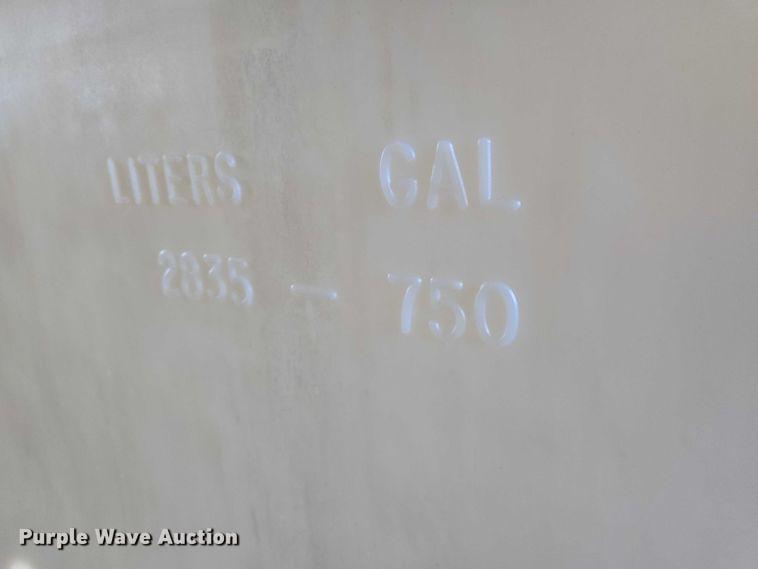 LITERS GAL
2835 — 750
Purple Wave Auction